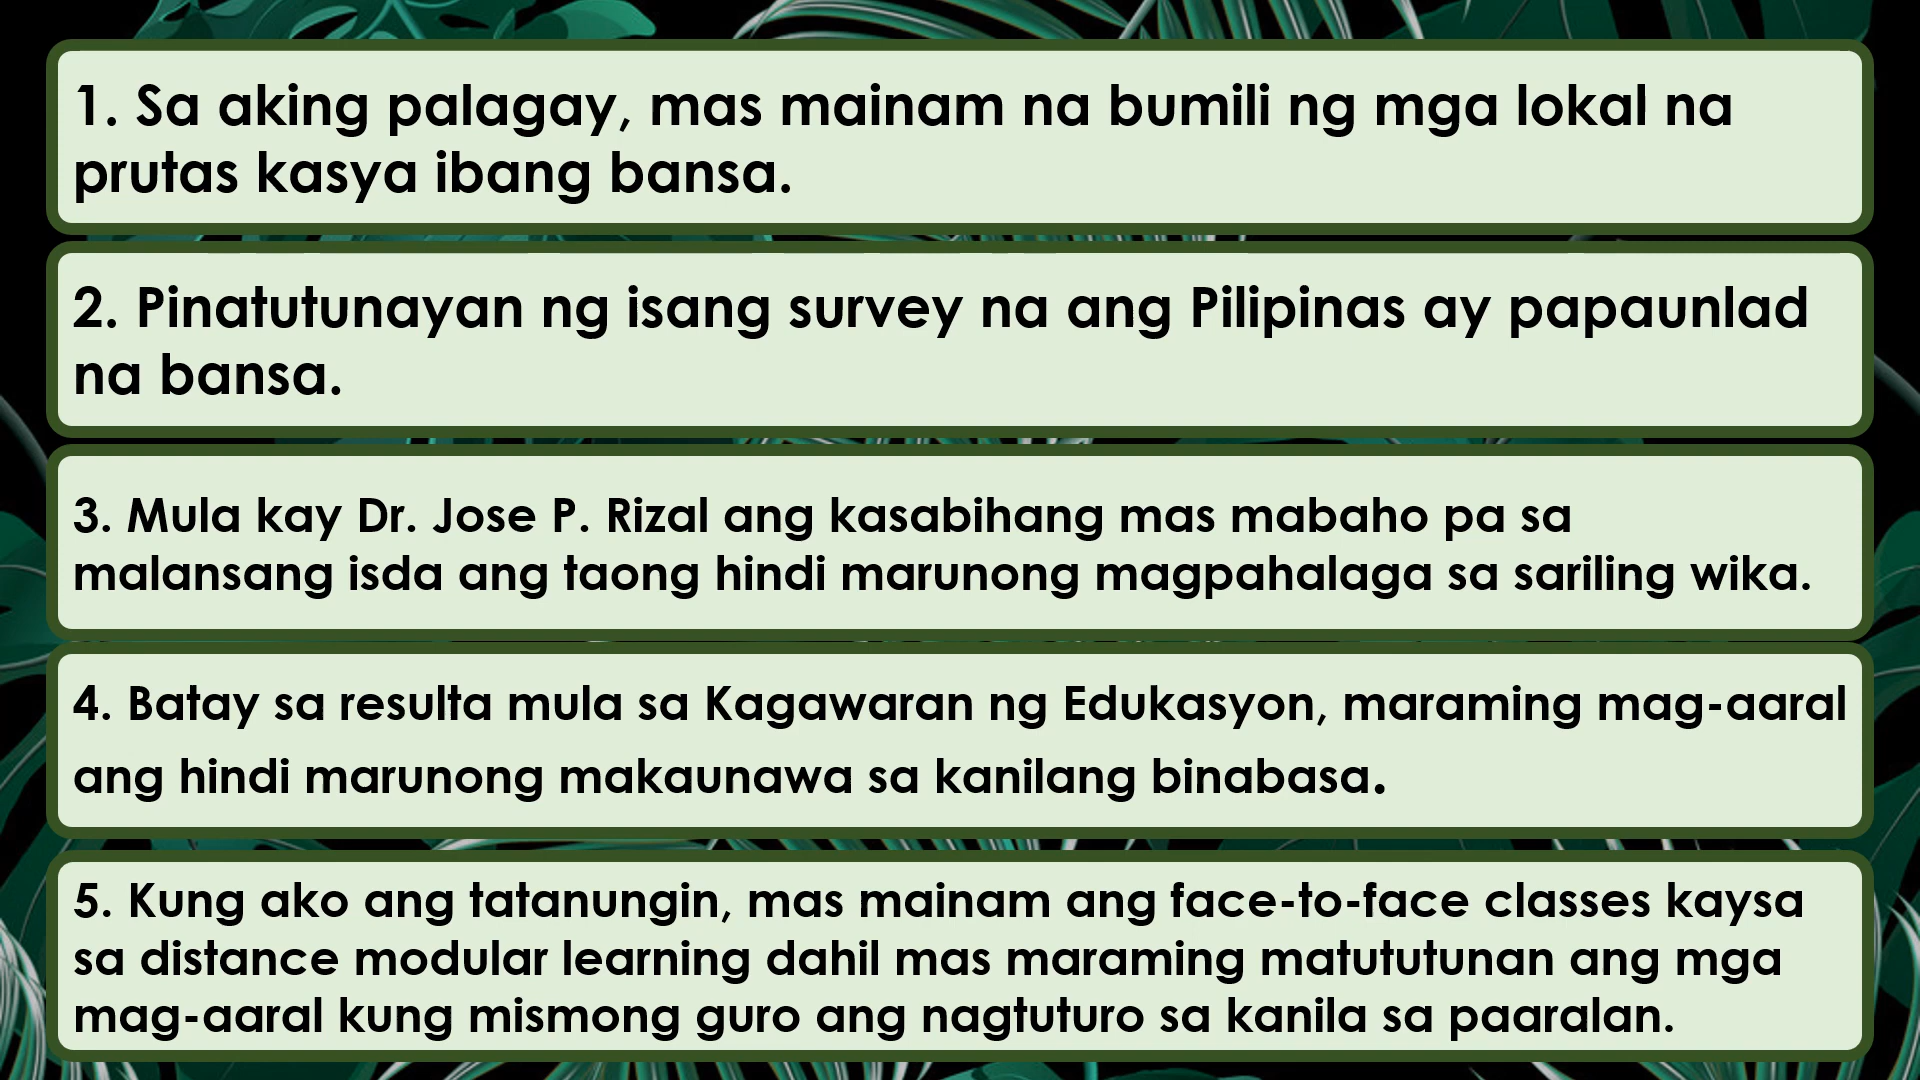 1. Sa aking palagay, mas mainam na bumili ng mga lokal na
prutas kasya ibang bansa.
2. Pinatutunayan ng isang survey na ang Pilipinas ay papaunlad
na bansa.
3. Mula kay Dr. Jose P. Rizal ang kasabihang mas mabaho pa sa
malansang isda ang taong hindi marunong magpahalaga sa sariling wika.
4. Batay sa resulta mula sa Kagawaran ng Edukasyon, maraming mag-aaral
ang hindi marunong makaunawa sa kanilang binabasa.
5. Kung ako ang tatanungin, mas mainam ang face-to-face classes kaysa
sa distance modular learning dahil mas maraming matututunan ang mga
mag-aaral kung mismong guro ang nagtuturo sa kanila sa paaralan.